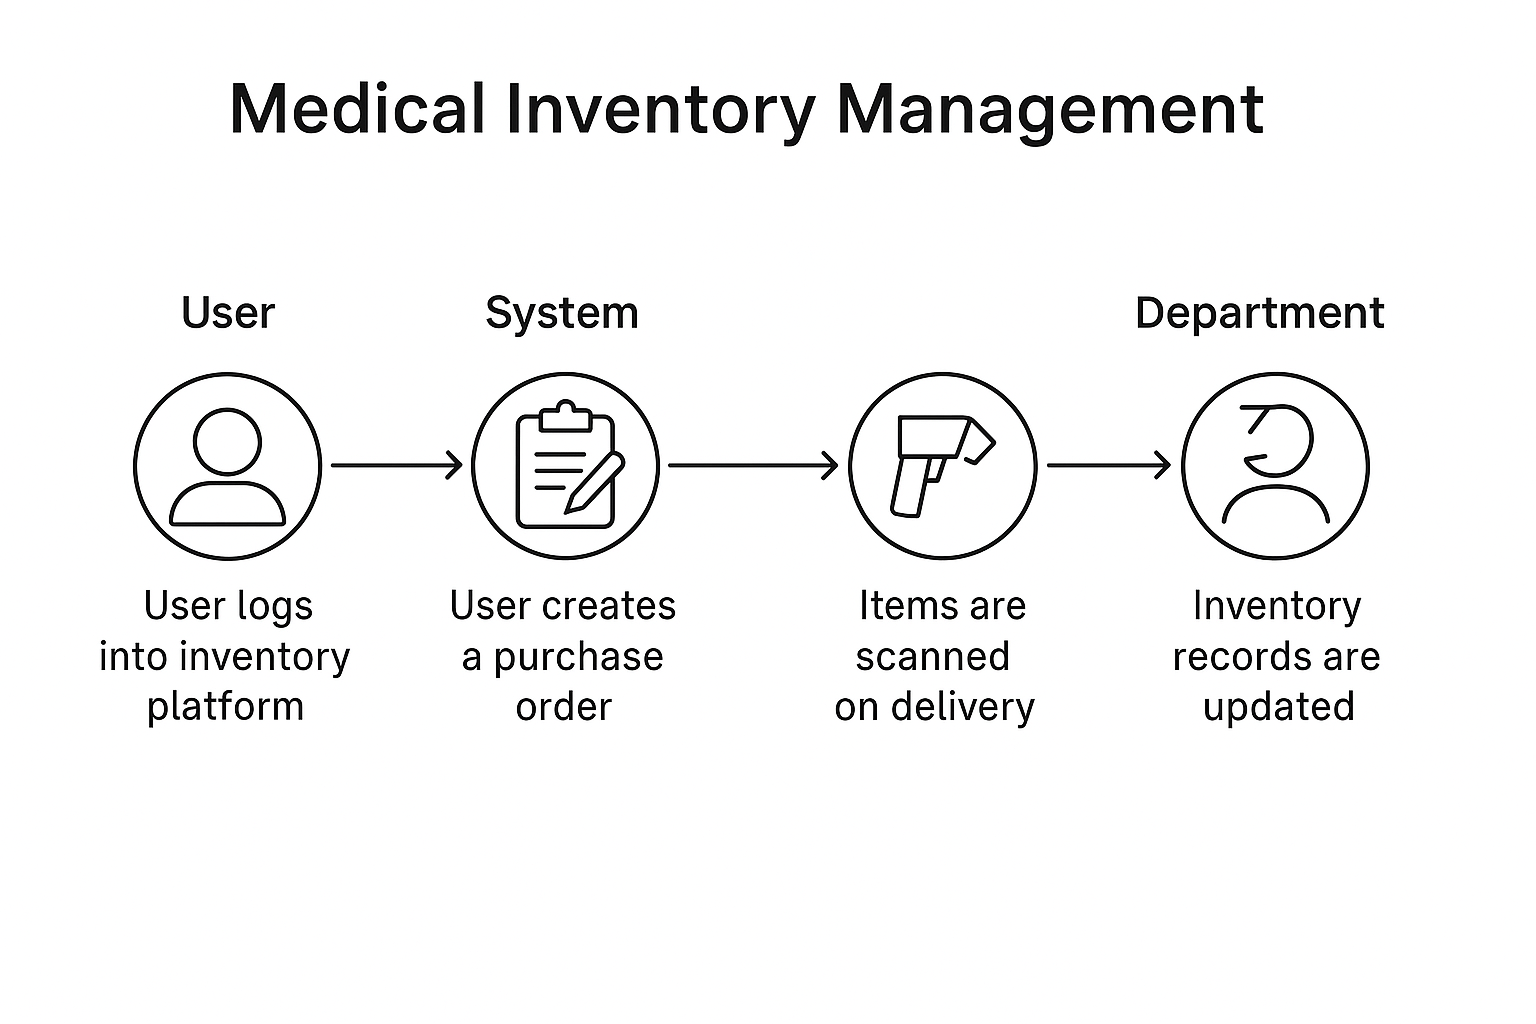 Medical Inventory Management
User
System
Department
User logs
into inventory
platform
User creates
a purchase
order
Items are
scanned
on delivery
Inventory
records are
updated